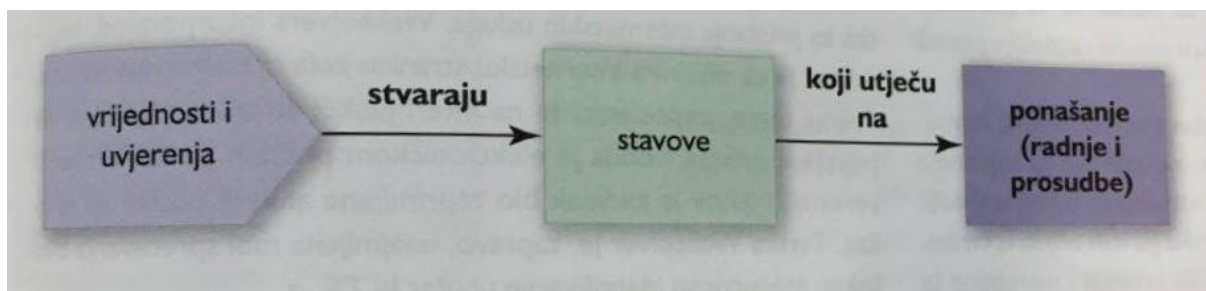 vrijednosti i
uvjerenja
stvaraju
stavove
koji utječu
na
ponašanje
(radnje i
prosudbe)